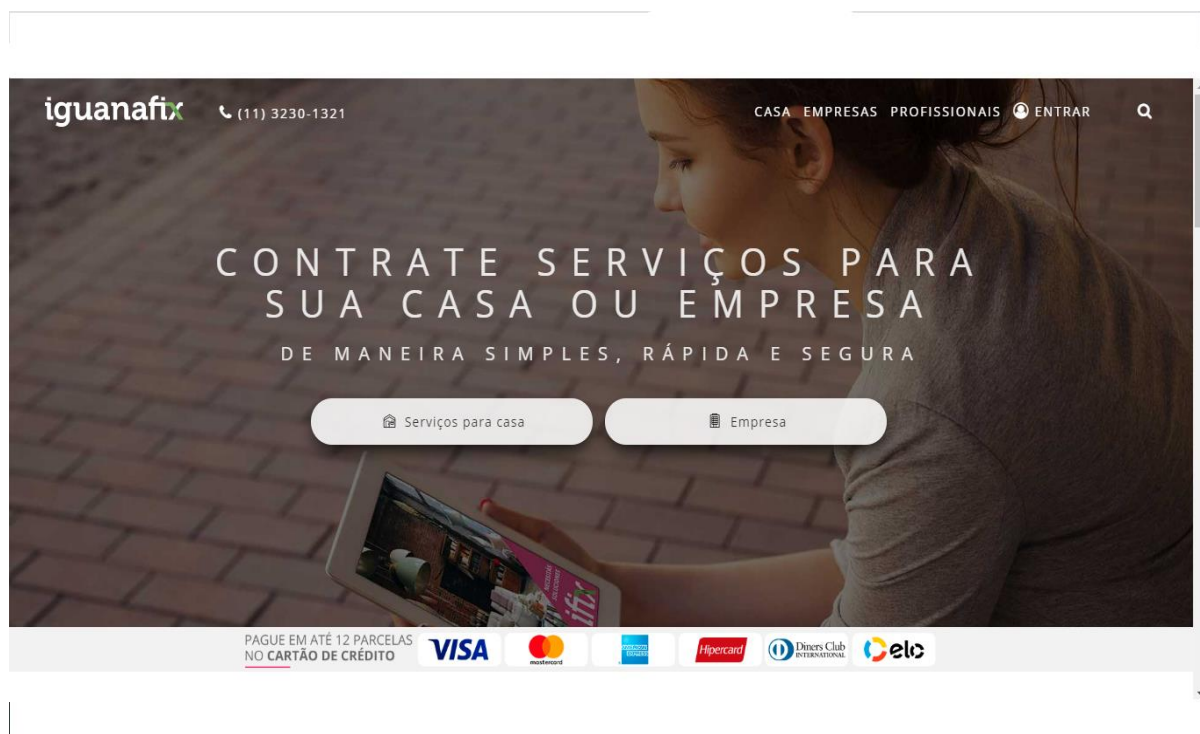 iguanafix
(11) 3230-1321
CASA EMPRESAS PROFISSIONAIS ENTRAR
CONTRATE SERVIÇOS PARA
SUA CASA OU EMPRESA
DE MANEIRA SIMPLES, RÁPIDA E SEGURA
Serviços para casa
Empresa
ifix
PAGUE EM ATÉ 12 PARCELAS
NO CARTÃO DE CRÉDITO
VISA
mastercard
Hipercard
Diners Club
INTERNATIONAL
elo